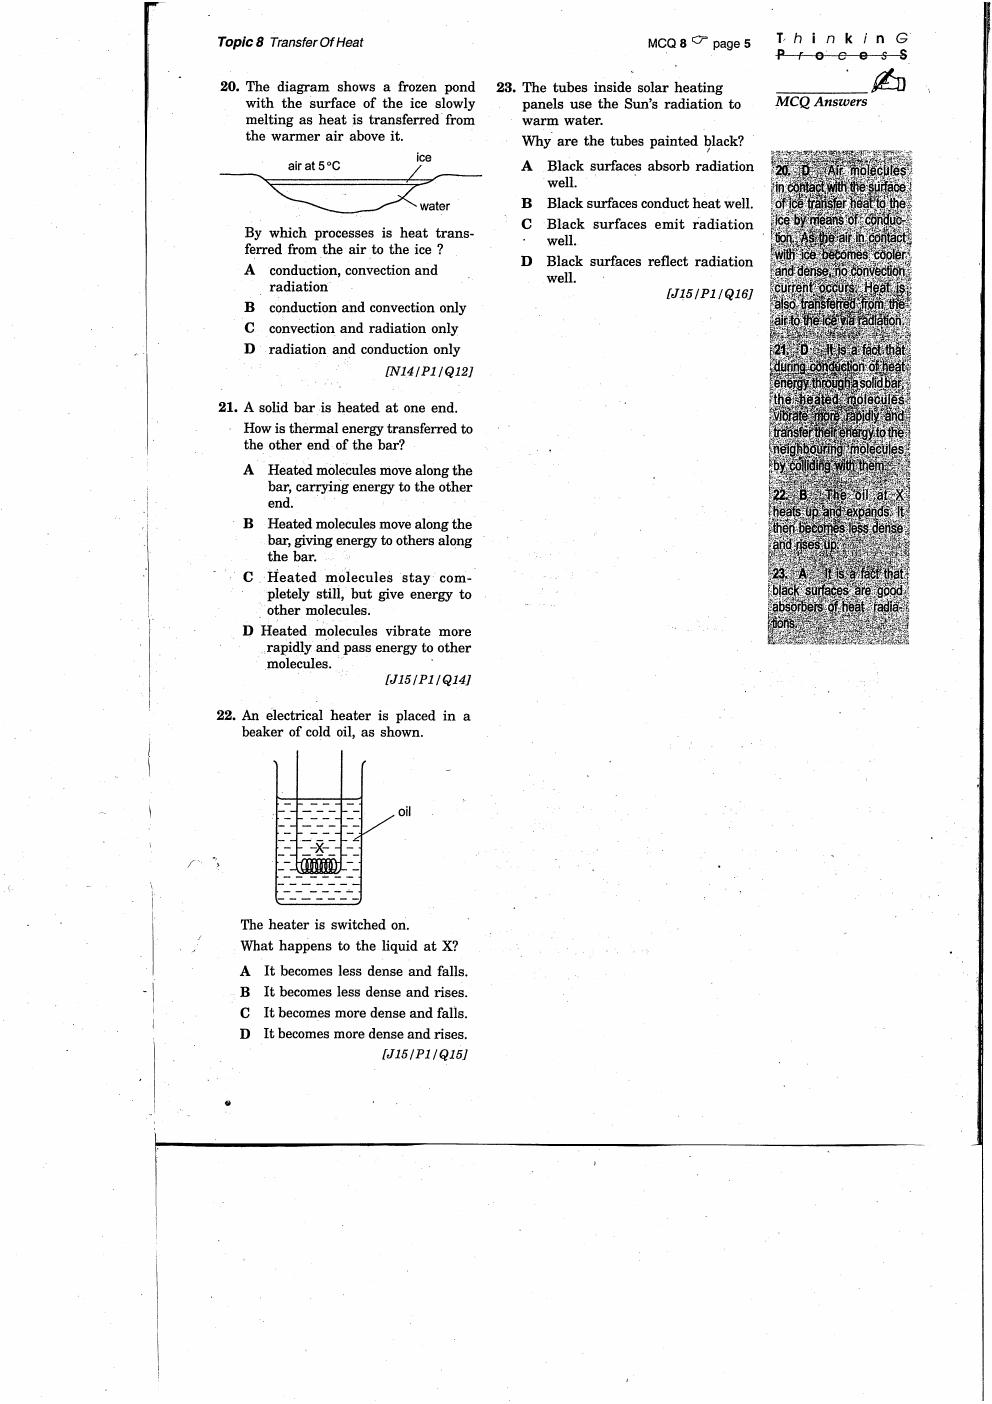 Topic 8 Transfer Of Heat
MCQ 8 ☞ page 5
T h i n k i n G
P r o c e s S
MCQ Answers
20. The diagram shows a frozen pond
with the surface of the ice slowly
melting as heat is transferred from
the warmer air above it.
air at 5 °C
ice
water
By which processes is heat trans-
ferred from the air to the ice ?
A conduction, convection and
radiation
B conduction and convection only
C convection and radiation only
D radiation and conduction only
[N14/P1/Q12]
21. A solid bar is heated at one end.
How is thermal energy transferred to
the other end of the bar?
A Heated molecules move along the
bar, carrying energy to the other
end.
B Heated molecules move along the
bar, giving energy to others along
the bar.
C Heated molecules stay com-
pletely still, but give energy to
other molecules.
D Heated molecules vibrate more
rapidly and pass energy to other
molecules.
[J15/P1/Q14]
22. An electrical heater is placed in a
beaker of cold oil, as shown.
oil
X
The heater is switched on.
What happens to the liquid at X?
A It becomes less dense and falls.
B It becomes less dense and rises.
C It becomes more dense and falls.
D It becomes more dense and rises.
[J15/P1/Q15]
23. The tubes inside solar heating
panels use the Sun's radiation to
warm water.
Why are the tubes painted black?
A Black surfaces absorb radiation
well.
B Black surfaces conduct heat well.
C Black surfaces emit radiation
well.
D Black surfaces reflect radiation
well.
[J15/P1/Q16]
20. D Air molecules
in contact with the surface
of ice transfer heat to the
ice by means of conduc-
tion. As the air in contact
with ice becomes cooler
and dense, no convection
current occurs. Heat is
also transferred from the
air to the ice via radiation.
21. D It is a fact that
during conduction of heat
energy through a solid bar,
the heated molecules
vibrate more rapidly and
transfer their energy to the
neighbouring molecules
by colliding with them.
22. B The oil at X
heats up and expands. It
then becomes less dense
and rises up.
23. A It is a fact that
black surfaces are good
absorbers of heat radia-
tions.